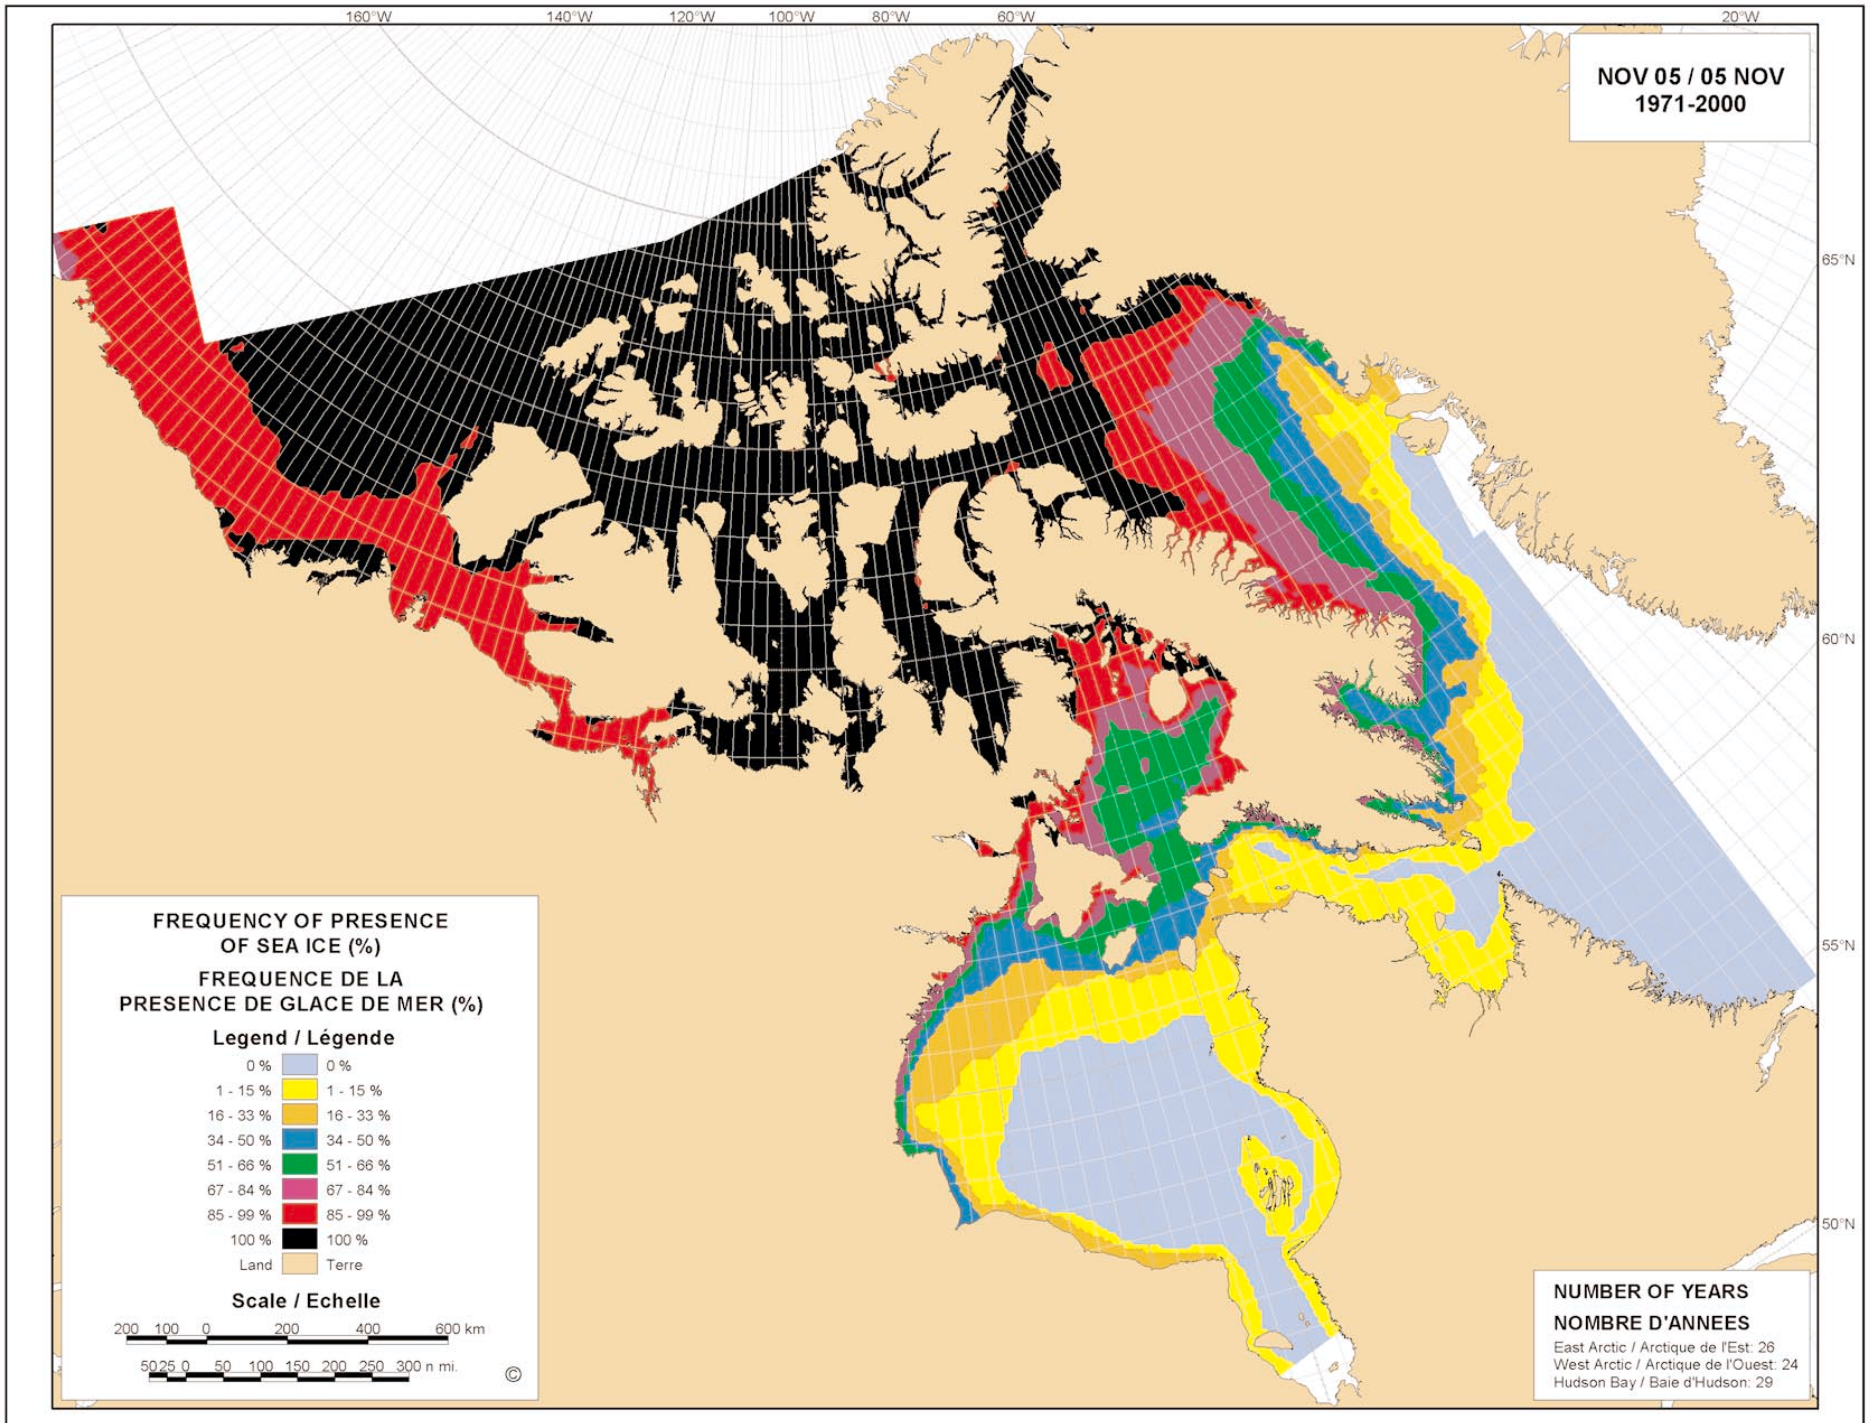 160°W 140°W 120°W 100°W 80°W 60°W 20°W
NOV 05 / 05 NOV
1971-2000
65°N
60°N
55°N
50°N
FREQUENCY OF PRESENCE
OF SEA ICE (%)
FREQUENCE DE LA
PRESENCE DE GLACE DE MER (%)
Legend / Légende
0 % 0 %
1 - 15 % 1 - 15 %
16 - 33 % 16 - 33 %
34 - 50 % 34 - 50 %
51 - 66 % 51 - 66 %
67 - 84 % 67 - 84 %
85 - 99 % 85 - 99 %
100 % 100 %
Land Terre
Scale / Echelle
200 100 0 200 400 600 km
50 25 0 50 100 150 200 250 300 n mi.
©
NUMBER OF YEARS
NOMBRE D'ANNEES
East Arctic / Arctique de l'Est: 26
West Arctic / Arctique de l'Ouest: 24
Hudson Bay / Baie d'Hudson: 29